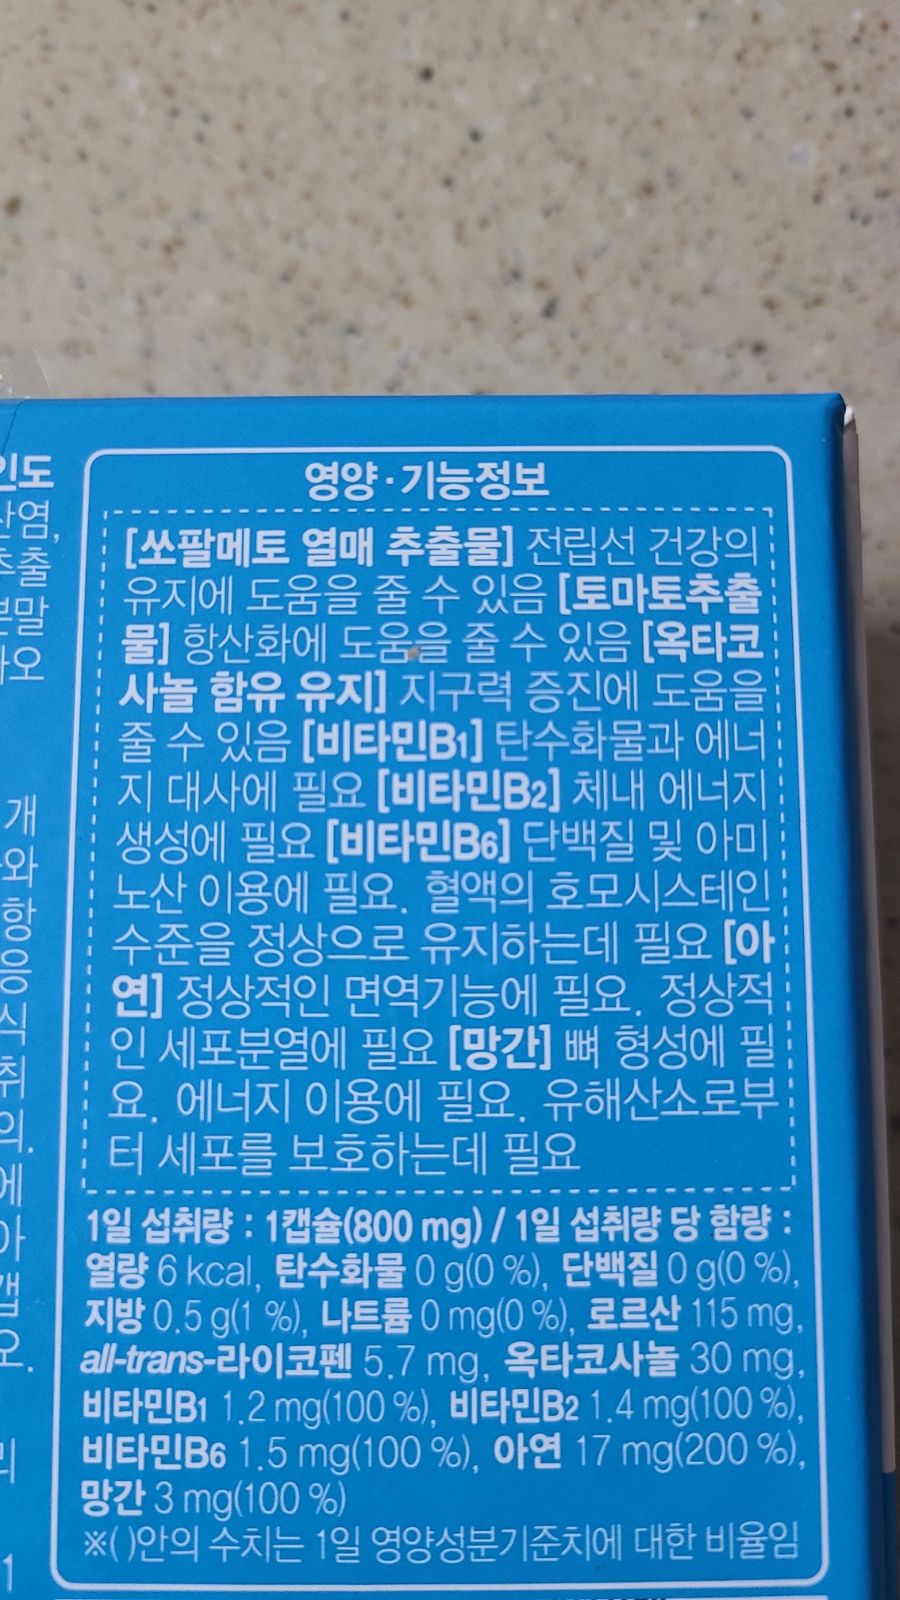 영양·기능정보
[쏘팔메토 열매 추출물] 전립선 건강의
유지에 도움을 줄 수 있음 [토마토추출
물] 항산화에 도움을 줄 수 있음 [옥타코
사놀 함유 유지] 지구력 증진에 도움을
줄 수 있음 [비타민B1] 탄수화물과 에너
지 대사에 필요 [비타민B2] 체내 에너지
생성에 필요 [비타민B6] 단백질 및 아미
노산 이용에 필요. 혈액의 호모시스테인
수준을 정상으로 유지하는데 필요 [아
연] 정상적인 면역기능에 필요. 정상적
인 세포분열에 필요 [망간] 뼈 형성에 필
요. 에너지 이용에 필요. 유해산소로부
터 세포를 보호하는데 필요
1일 섭취량 : 1캡슐(800 mg) / 1일 섭취량 당 함량 :
열량 6 kcal, 탄수화물 0 g(0 %), 단백질 0 g(0 %),
지방 0.5 g(1 %), 나트륨 0 mg(0 %), 로르산 115 mg,
all-trans-라이코펜 5.7 mg, 옥타코사놀 30 mg,
비타민B1 1.2 mg(100 %), 비타민B2 1.4 mg(100 %),
비타민B6 1.5 mg(100 %), 아연 17 mg(200 %),
망간 3 mg(100 %)
※( )안의 수치는 1일 영양성분기준치에 대한 비율임